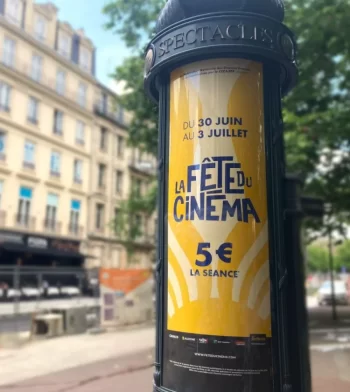 SPECTACLES
DU 30 JUIN
AU 3 JUILLET
LA FÊTE DU
CINÉMA
5€
LA SÉANCE*